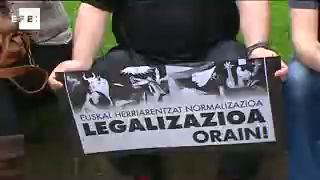 EFE:
EUSKAL HERRIARENTZAT NORMALIZAZIOA
LEGALIZAZIOA
ORAIN!